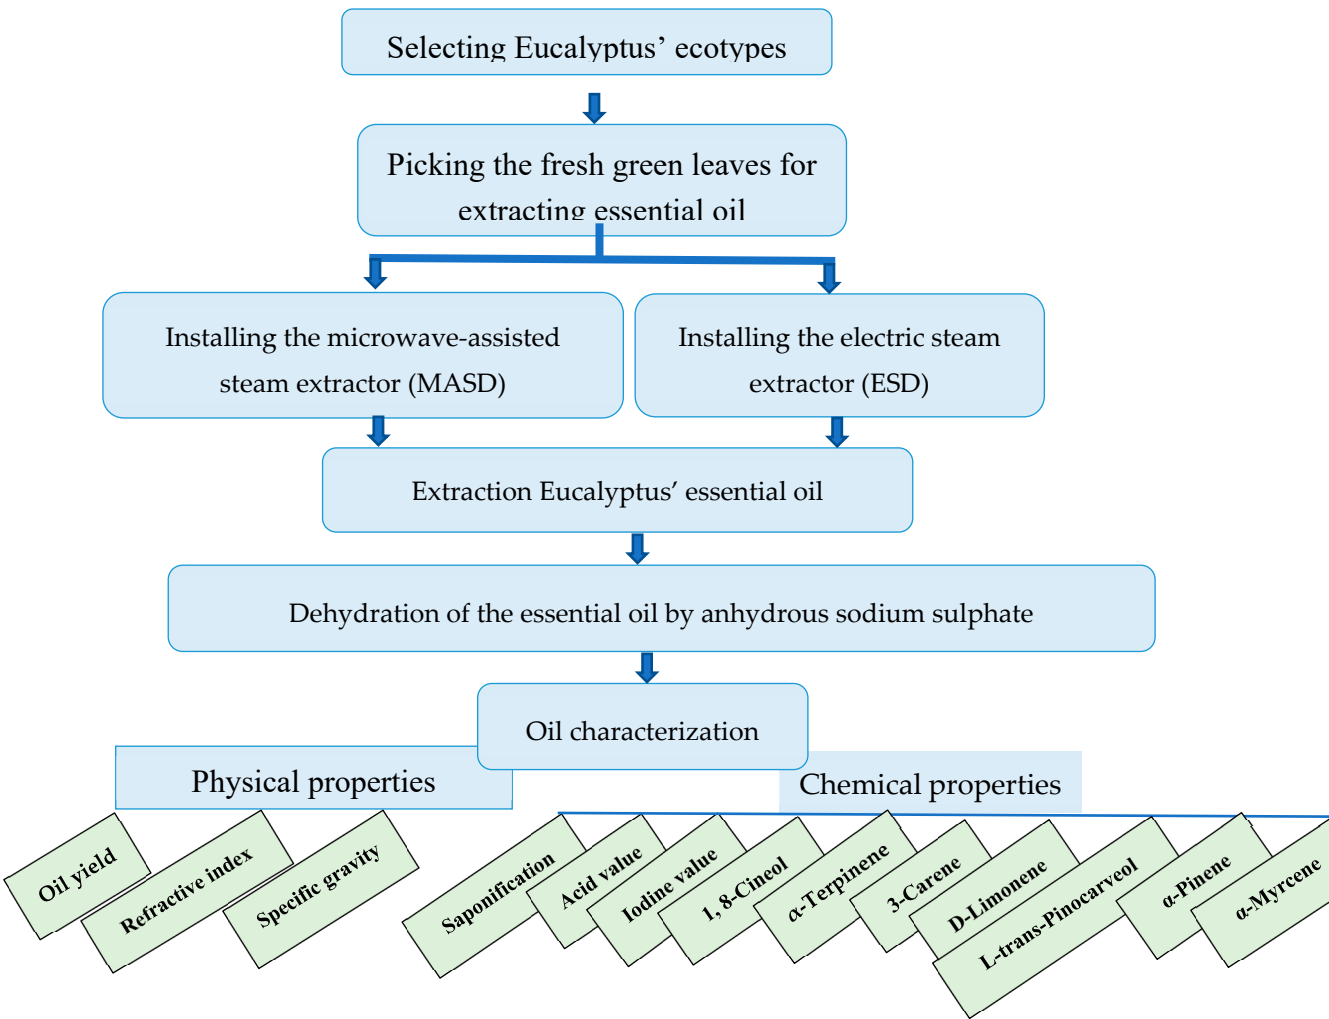 Selecting Eucalyptus’ ecotypes
Picking the fresh green leaves for
extracting essential oil
Installing the microwave-assisted
steam extractor (MASD)
Installing the electric steam
extractor (ESD)
Extraction Eucalyptus’ essential oil
Dehydration of the essential oil by anhydrous sodium sulphate
Oil characterization
Physical properties
Chemical properties
Oil yield
Refractive index
Specific gravity
Saponification
Acid value
Iodine value
1, 8-Cineol
α-Terpinene
3-Carene
D-Limonene
L-trans-Pinocarveol
α-Pinene
α-Myrcene